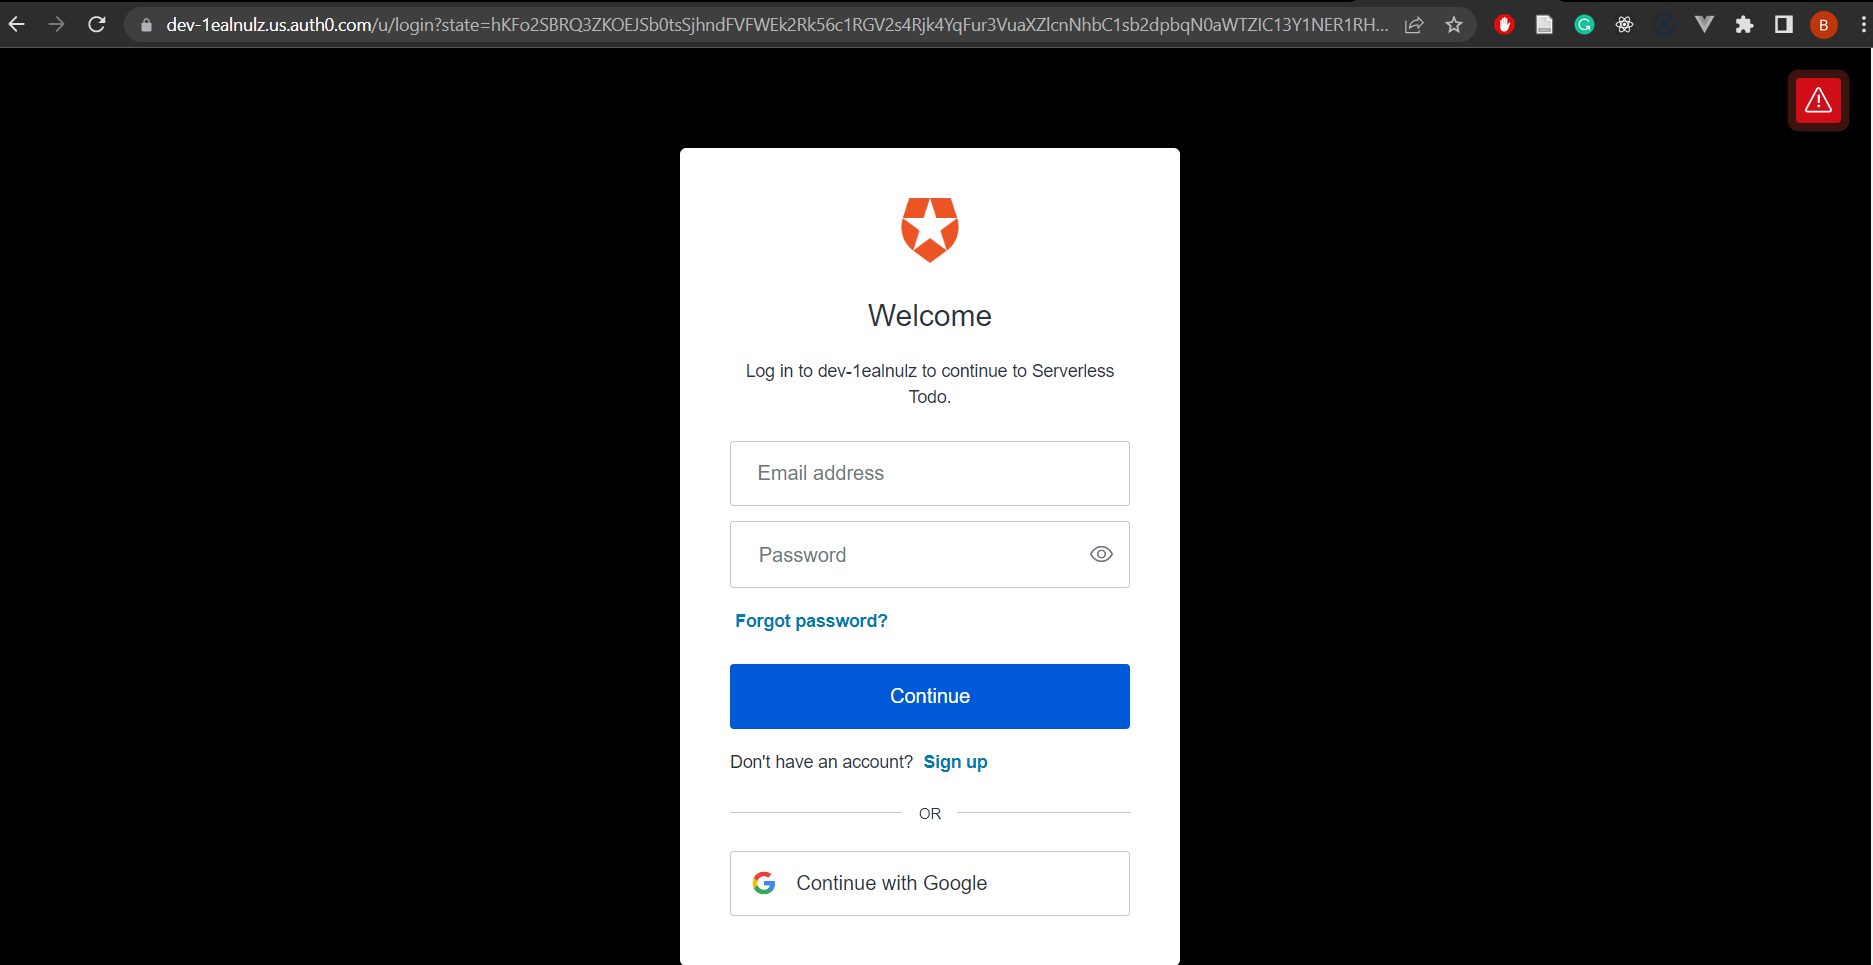 dev-1ealnulz.us.auth0.com/u/login?state=hKFo2SBRQ3ZKOEJSb0tsSjhndFVFWEk2Rk56c1RGV2s4Rjk4YqFur3VuaXZlcnNhbC1sb2dpbqN0aWTZIC13Y1NER1RH...
B
Welcome
Log in to dev-1ealnulz to continue to Serverless
Todo.
Email address
Password
Forgot password?
Continue
Don't have an account? Sign up
OR
Continue with Google